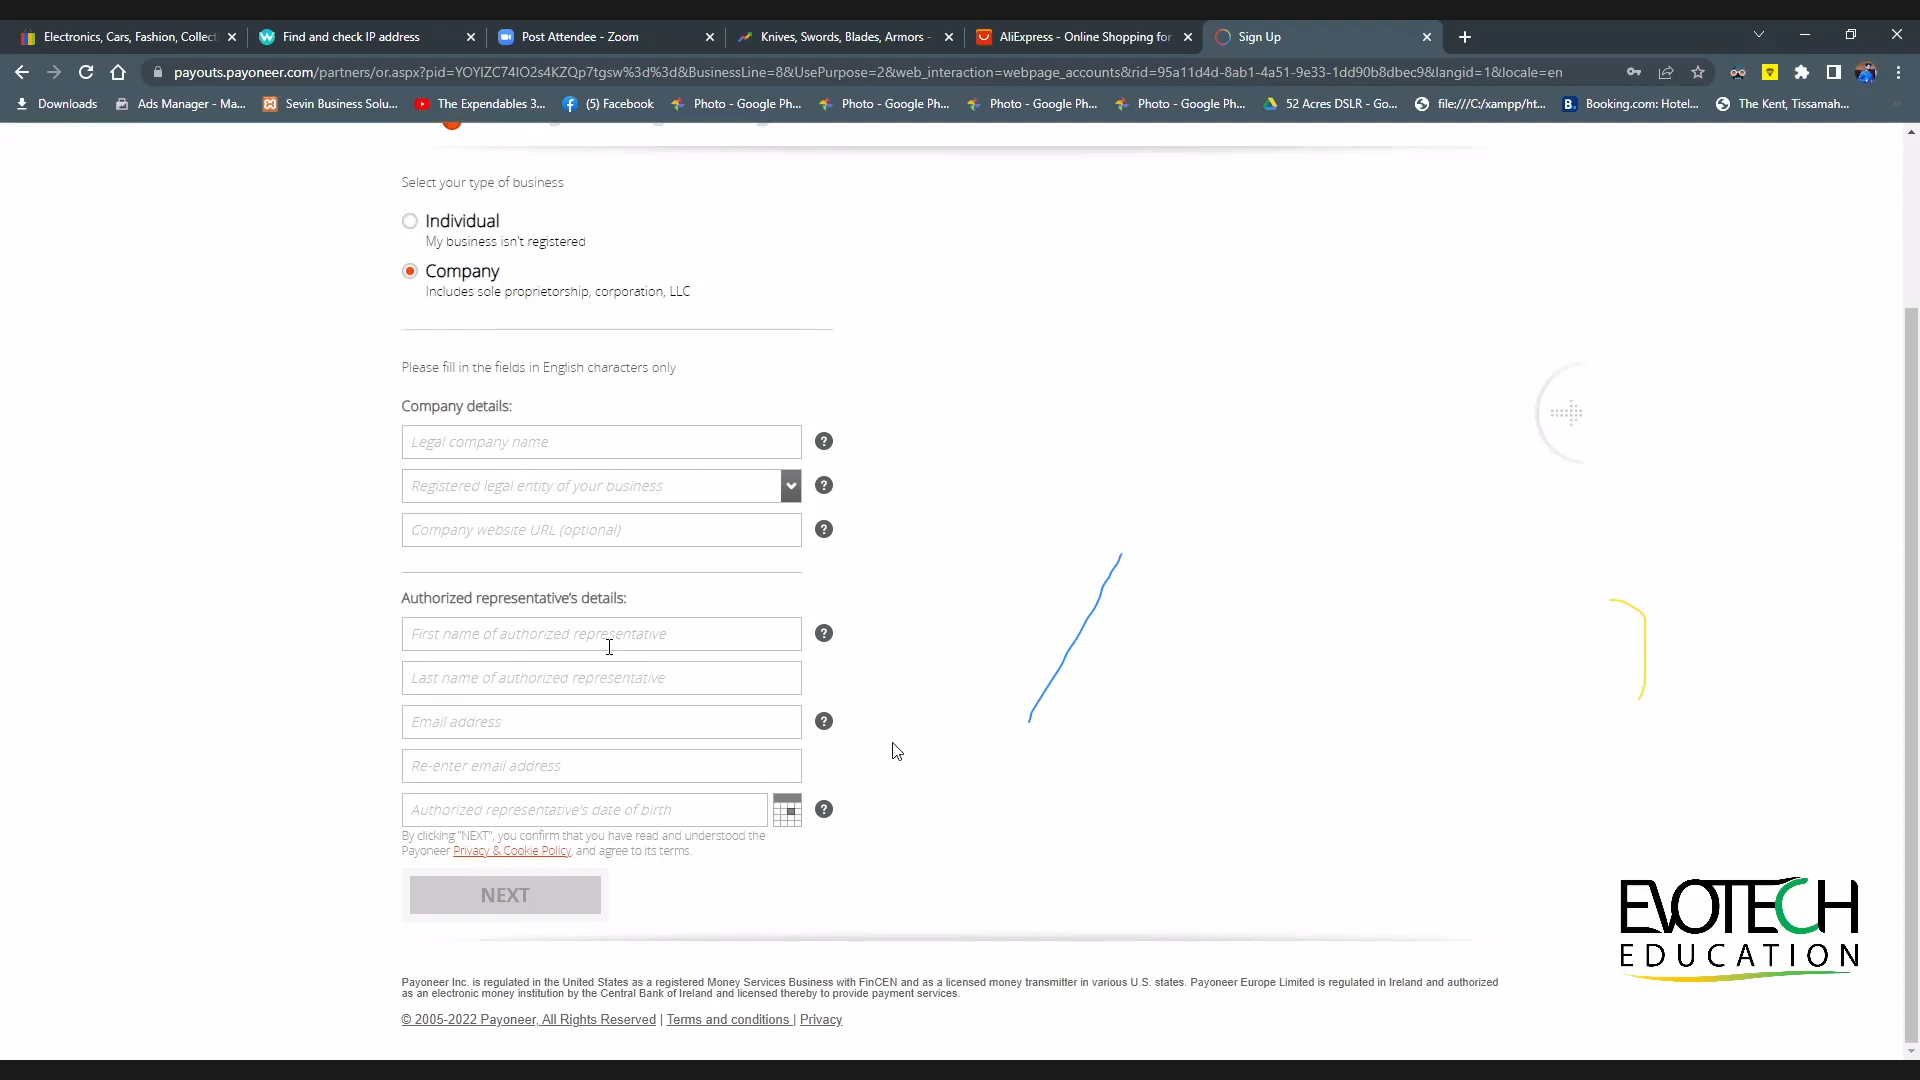 Electronics, Cars, Fashion, Collect
Find and check IP address
Post Attendee - Zoom
Knives, Swords, Blades, Armors -
AliExpress - Online Shopping for
Sign Up
payouts.payoneer.com/partners/or.aspx?pid=YOYIZC74IO2s4KZQp7tgsw%3d%3d&BusinessLine=8&UsePurpose=2&web_interaction=webpage_accounts&rid=95a11d4d-8ab1-4a51-9e33-1dd90b8dbec9&langid=1&locale=en
Downloads
Ads Manager - Ma...
Sevin Business Solu...
The Expendables 3...
(5) Facebook
Photo - Google Ph...
Photo - Google Ph...
Photo - Google Ph...
Photo - Google Ph...
52 Acres DSLR - Go...
file:///C:/xampp/ht...
Booking.com: Hotel...
The Kent, Tissamah...
Select your type of business
Individual
My business isn't registered
Company
Includes sole proprietorship, corporation, LLC
Please fill in the fields in English characters only
Company details:
Legal company name
Registered legal entity of your business
Company website URL (optional)
Authorized representative's details:
First name of authorized representative
Last name of authorized representative
Email address
Re-enter email address
Authorized representative's date of birth
By clicking "NEXT", you confirm that you have read and understood the
Payoneer Privacy & Cookie Policy, and agree to its terms.
NEXT
EVOTECH
EDUCATION
Payoneer Inc. is regulated in the United States as a registered Money Services Business with FinCEN and as a licensed money transmitter in various U.S. states. Payoneer Europe Limited is regulated in Ireland and authorized
as an electronic money institution by the Central Bank of Ireland and licensed thereby to provide payment services.
© 2005-2022 Payoneer, All Rights Reserved | Terms and conditions | Privacy